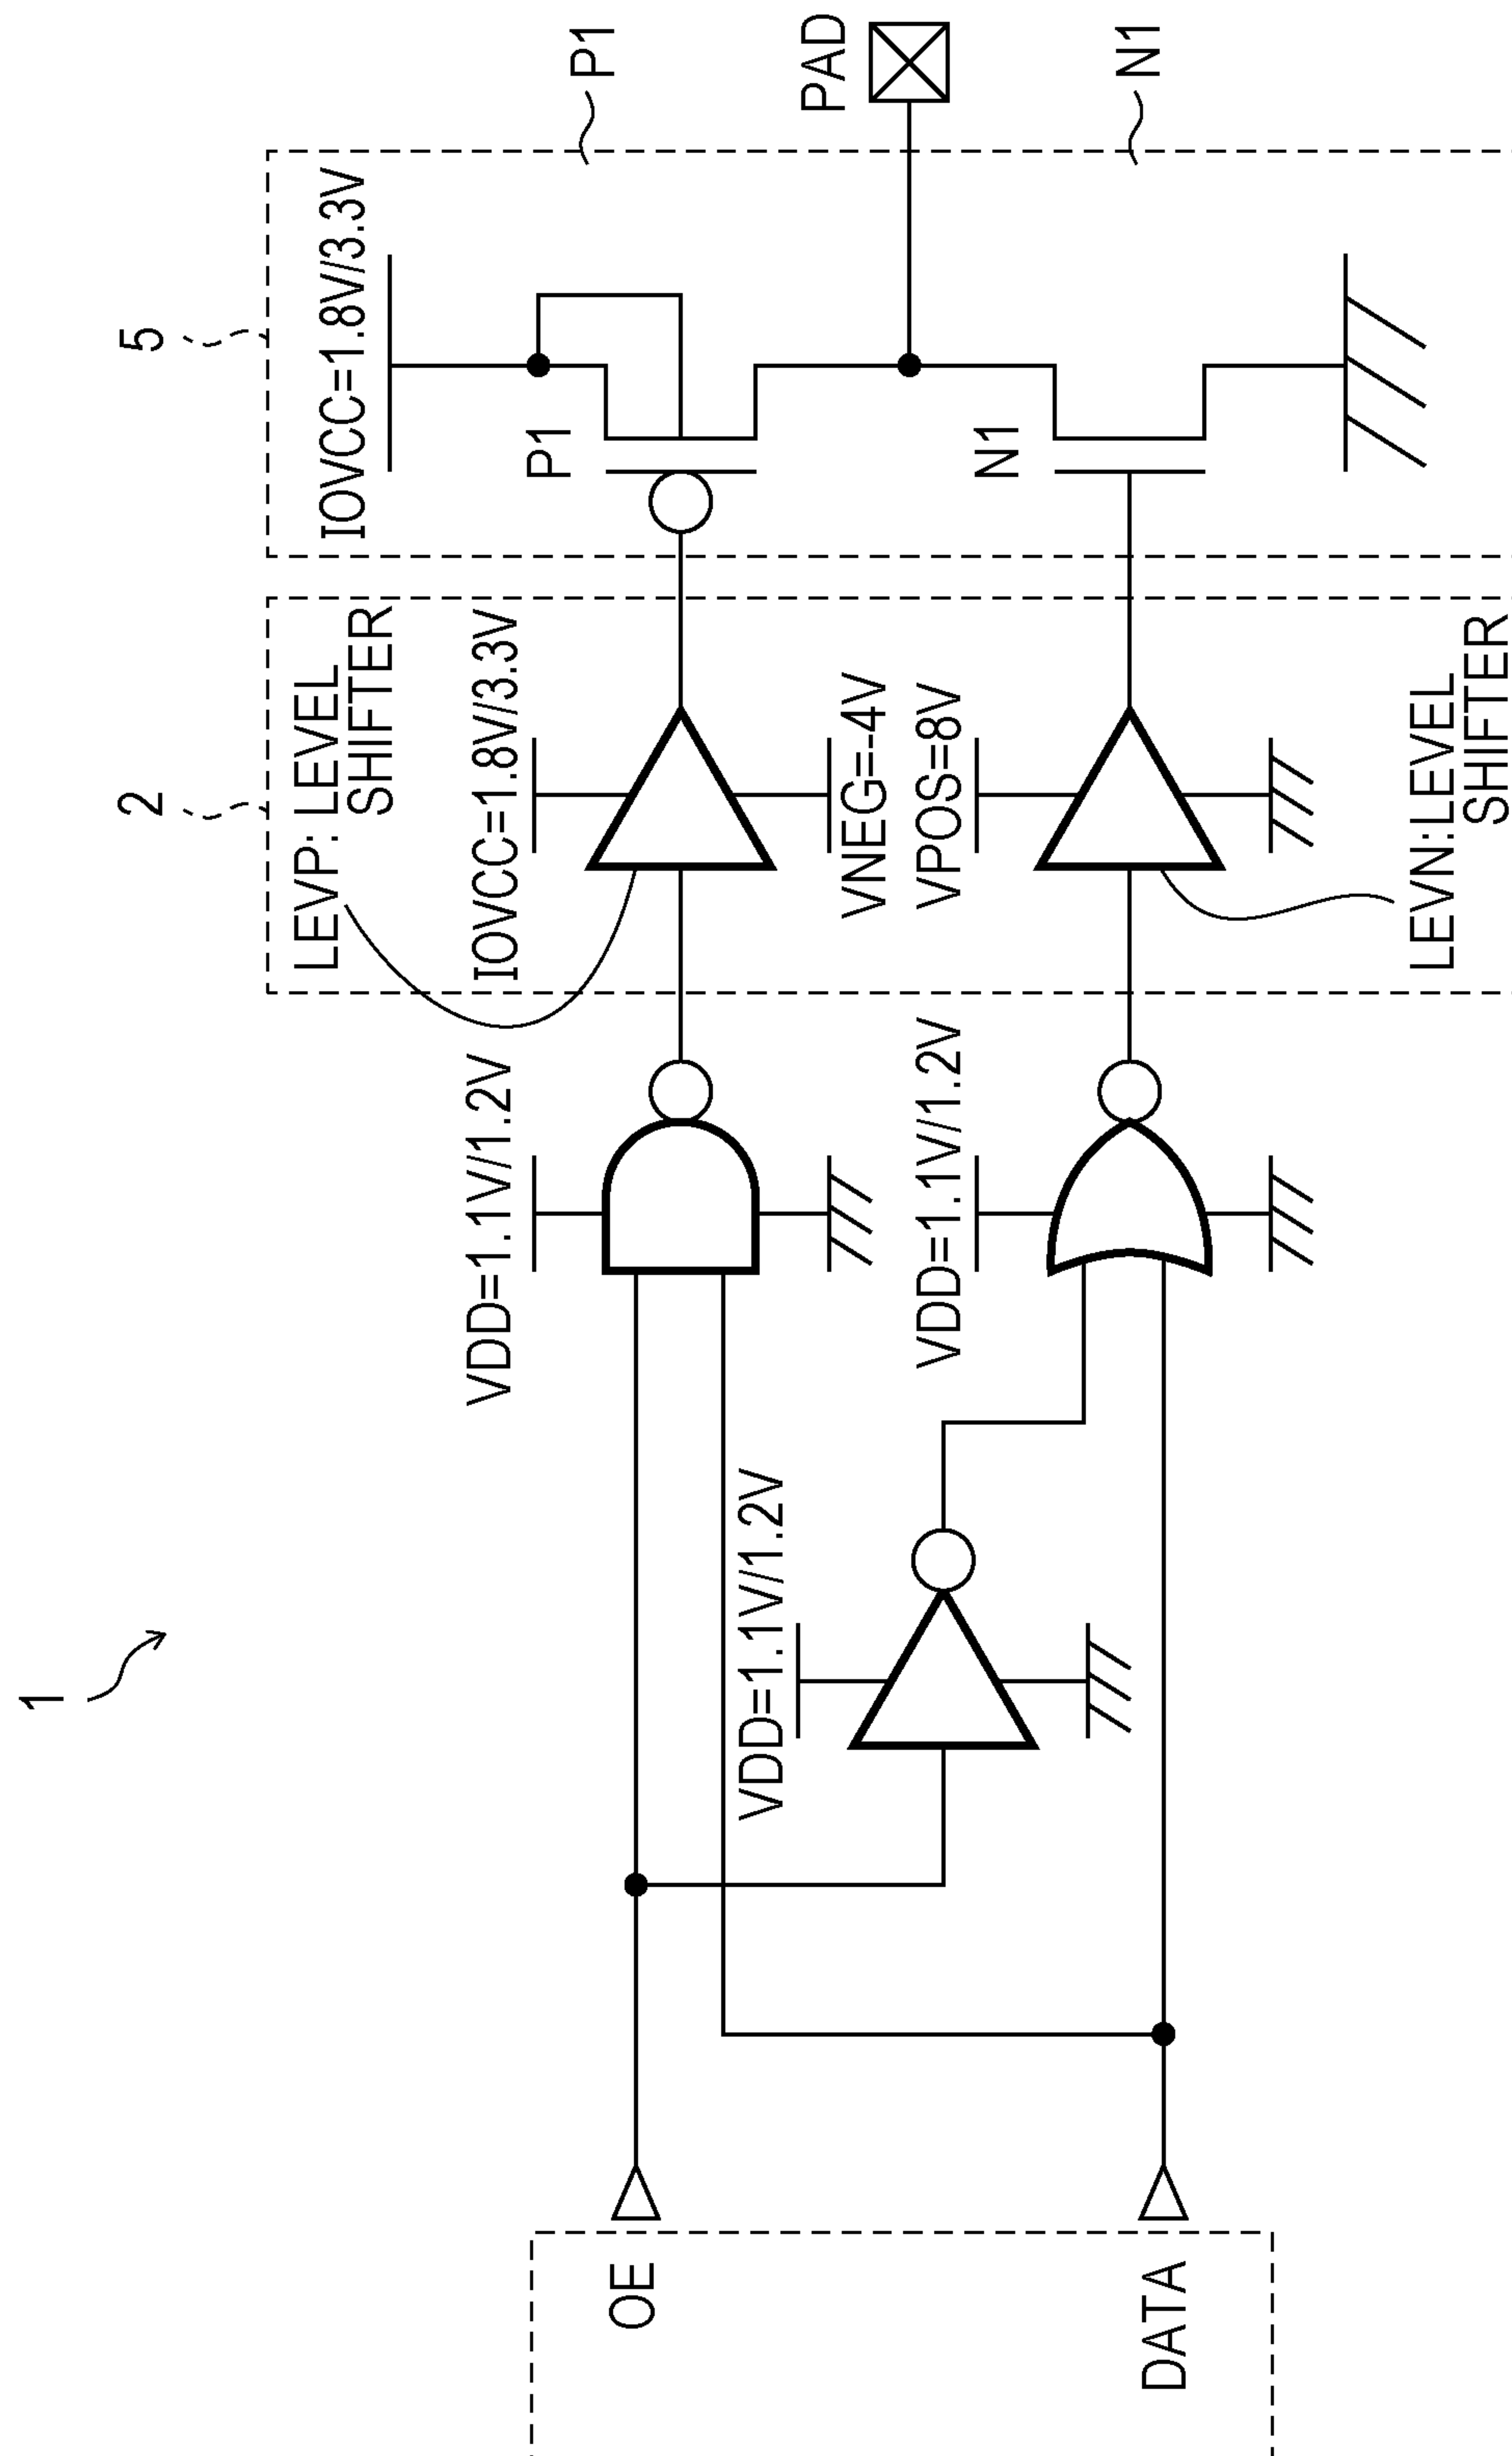 1
2
5
LEVP: LEVEL
SHIFTER
IOVCC=1.8V/3.3V
IOVCC=1.8V/3.3V
P1
P1
VDD=1.1V/1.2V
OE
VDD=1.1V/1.2V
VNEG=-4V
PAD
VDD=1.1V/1.2V
VPOS=8V
N1
N1
DATA
LEVN:LEVEL
SHIFTER